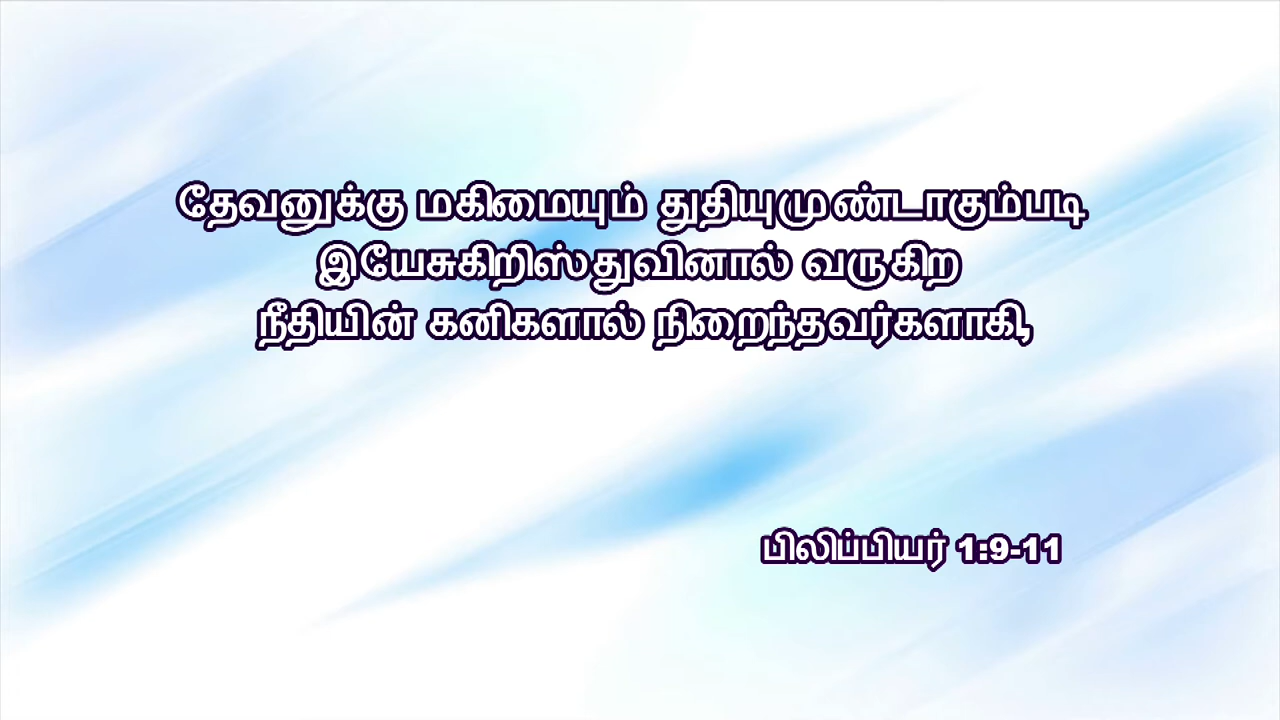 தேவனுக்கு மகிமையும் துதியுமுண்டாகும்படி
இயேசுகிறிஸ்துவினால் வருகிற
நீதியின் கனிகளால் நிறைந்தவர்களாகி,
பிலிப்பியர் 1:9-11